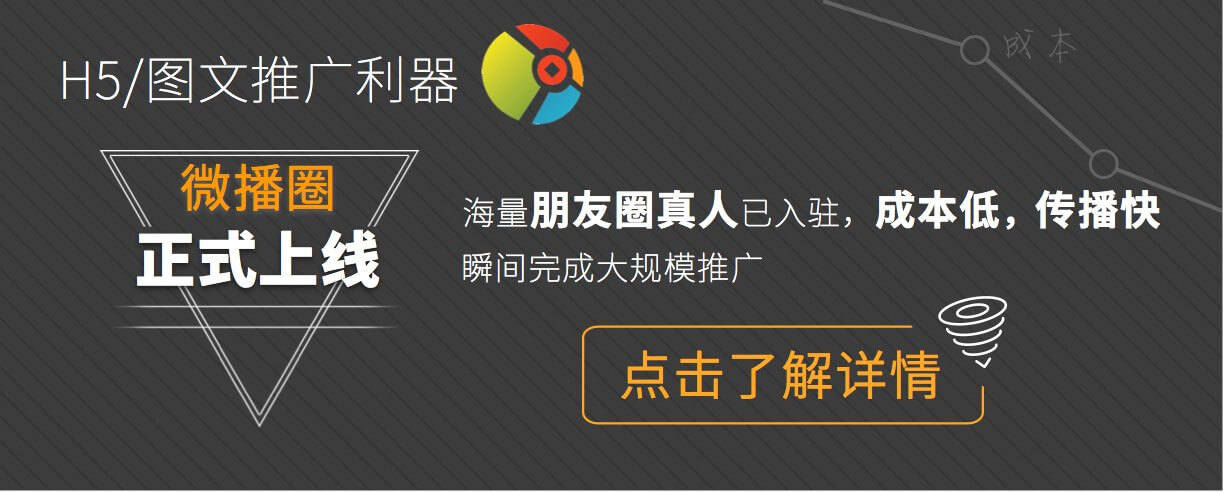 H5/图文推广利器
成本
微播圈
正式上线
海量朋友圈真人已入驻，成本低，传播快
瞬间完成大规模推广
点击了解详情